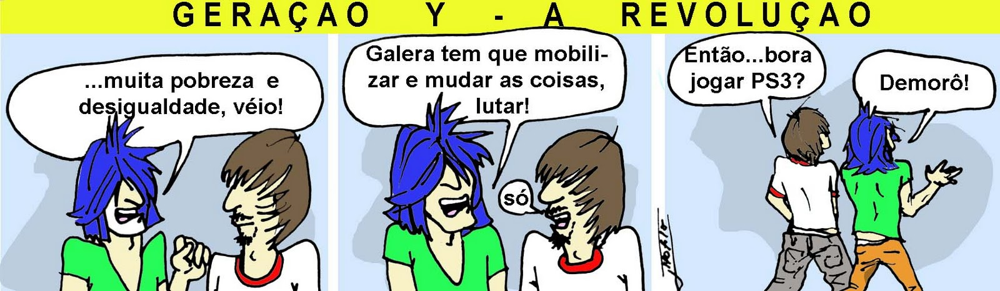 GERAÇAO Y - A REVOLUÇAO
...muita pobreza e
desigualdade, véio!
Galera tem que mobili-
zar e mudar as coisas,
lutar!
só
Então...bora
jogar PS3?
Demorô!